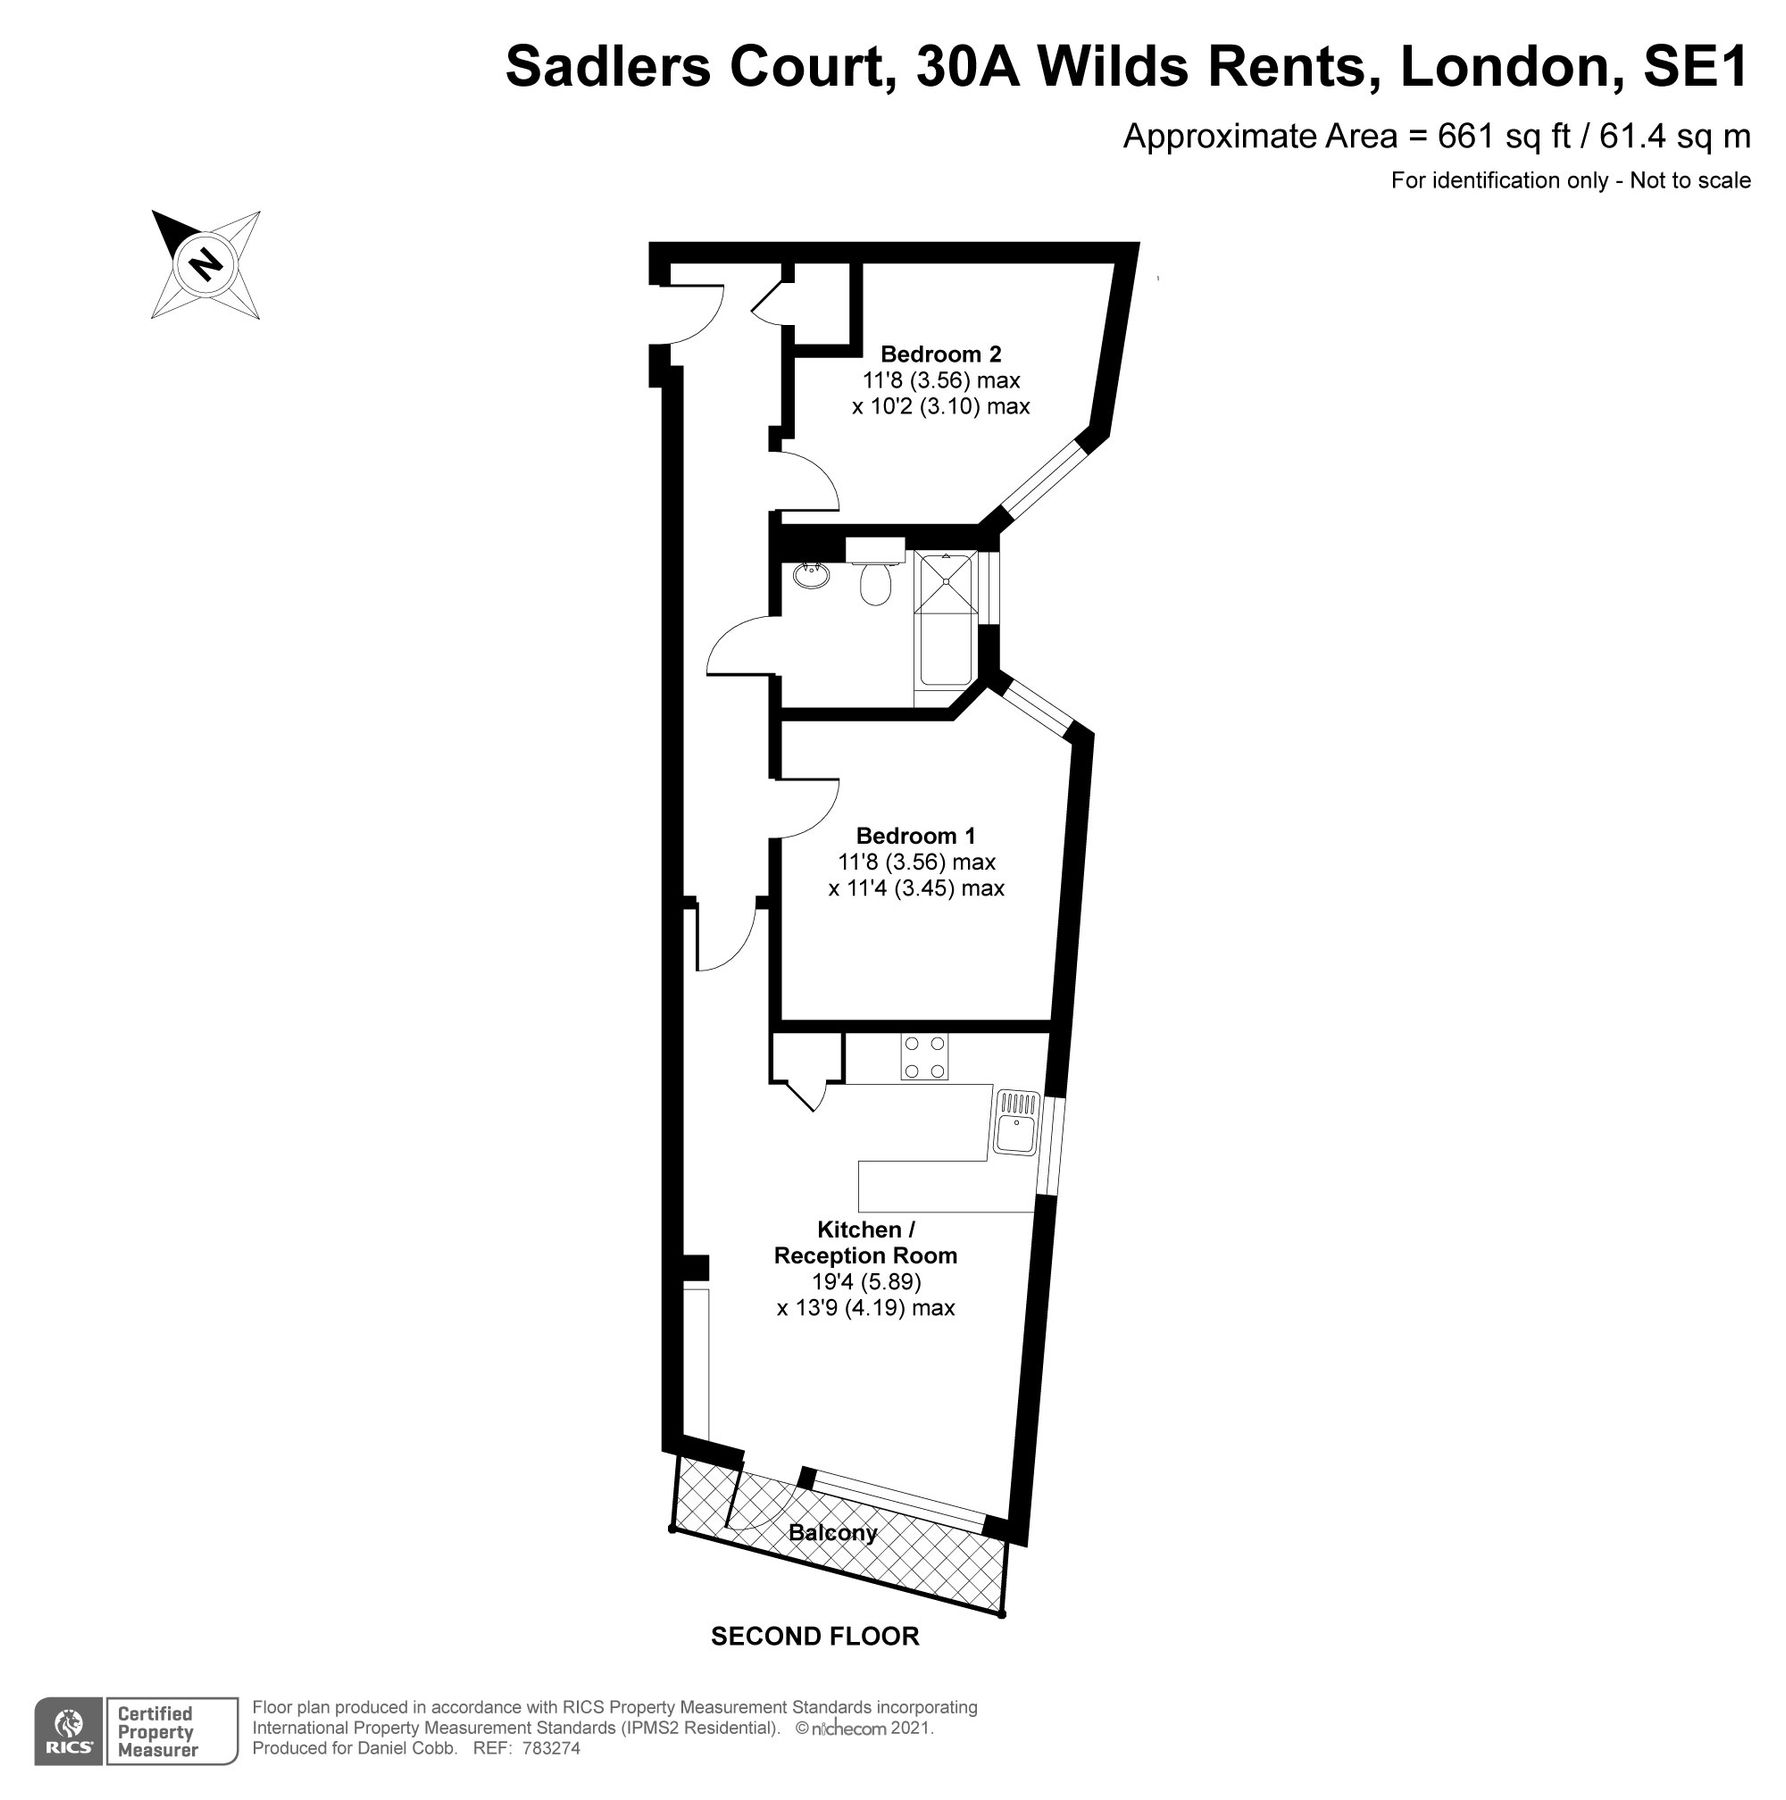 Sadlers Court, 30A Wilds Rents, London, SE1
Approximate Area = 661 sq ft / 61.4 sq m
For identification only - Not to scale
N
Bedroom 2
11'8 (3.56) max
x 10'2 (3.10) max
Bedroom 1
11'8 (3.56) max
x 11'4 (3.45) max
Kitchen /
Reception Room
19'4 (5.89)
x 13'9 (4.19) max
Balcony
SECOND FLOOR
RICS
Certified
Property
Measurer
Floor plan produced in accordance with RICS Property Measurement Standards incorporating
International Property Measurement Standards (IPMS2 Residential). © nichecom 2021.
Produced for Daniel Cobb. REF: 783274